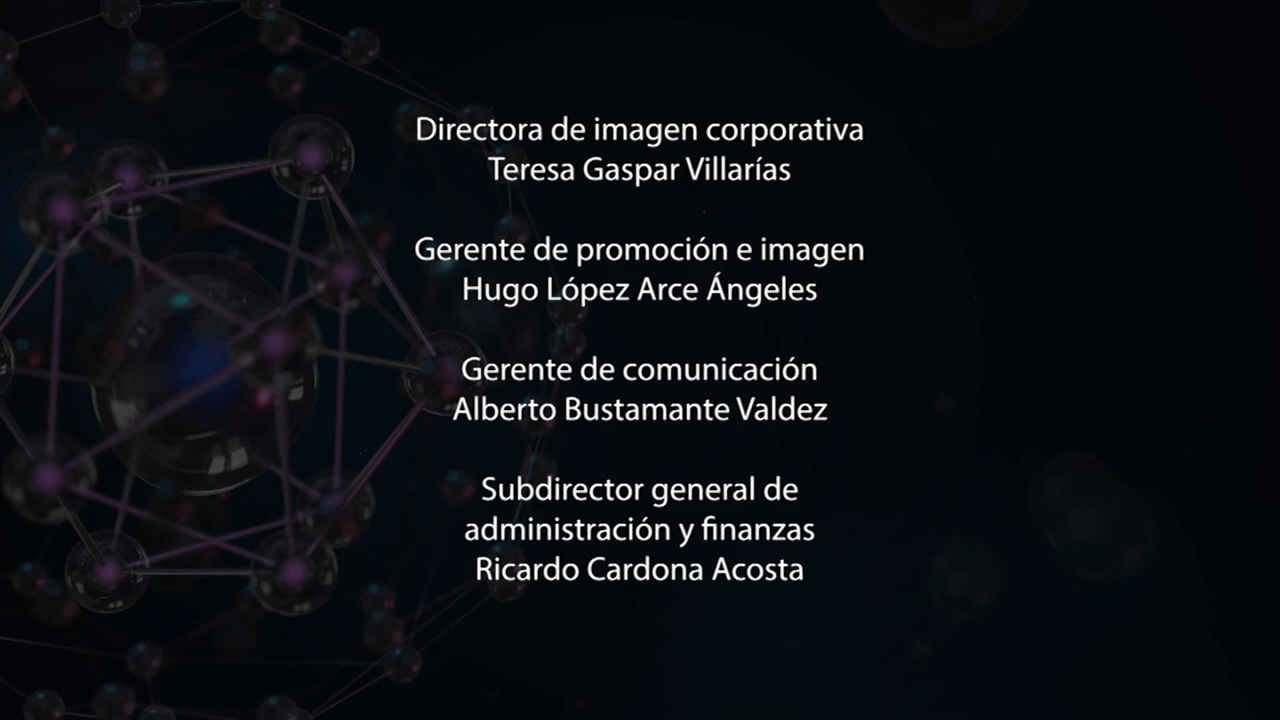 Directora de imagen corporativa
Teresa Gaspar Villarías
Gerente de promoción e imagen
Hugo López Arce Ángeles
Gerente de comunicación
Alberto Bustamante Valdez
Subdirector general de
administración y finanzas
Ricardo Cardona Acosta